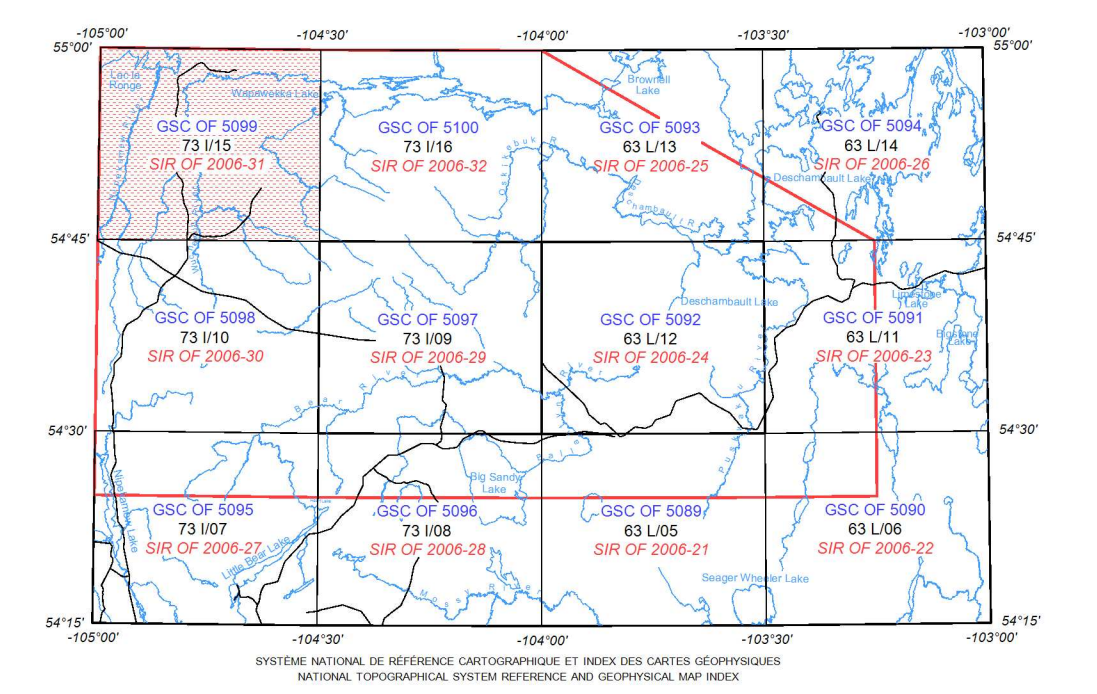 -105°00'
-104°30'
-104°00'
-103°30'
-103°00'
55°00'
55°00'
Lac la
Ronge
Wapawekka Lake
Brownell
Lake
GSC OF 5099
73 I/15
SIR OF 2006-31
GSC OF 5100
73 I/16
SIR OF 2006-32
GSC OF 5093
63 L/13
SIR OF 2006-25
GSC OF 5094
63 L/14
SIR OF 2006-26
Deschambault Lake
54°45'
54°45'
Deschambault Lake
Limestone
Lake
Bigstone
Lake
GSC OF 5098
73 I/10
SIR OF 2006-30
GSC OF 5097
73 I/09
SIR OF 2006-29
GSC OF 5092
63 L/12
SIR OF 2006-24
GSC OF 5091
63 L/11
SIR OF 2006-23
Bear River
River
54°30'
54°30'
Big Sandy
Lake
GSC OF 5095
73 I/07
SIR OF 2006-27
GSC OF 5096
73 I/08
SIR OF 2006-28
GSC OF 5089
63 L/05
SIR OF 2006-21
GSC OF 5090
63 L/06
SIR OF 2006-22
Little Bear Lake
Seager Wheeler Lake
River
54°15'
54°15'
-105°00'
-104°30'
-104°00'
-103°30'
-103°00'
SYSTÈME NATIONAL DE RÉFÉRENCE CARTOGRAPHIQUE ET INDEX DES CARTES GÉOPHYSIQUES
NATIONAL TOPOGRAPHICAL SYSTEM REFERENCE AND GEOPHYSICAL MAP INDEX